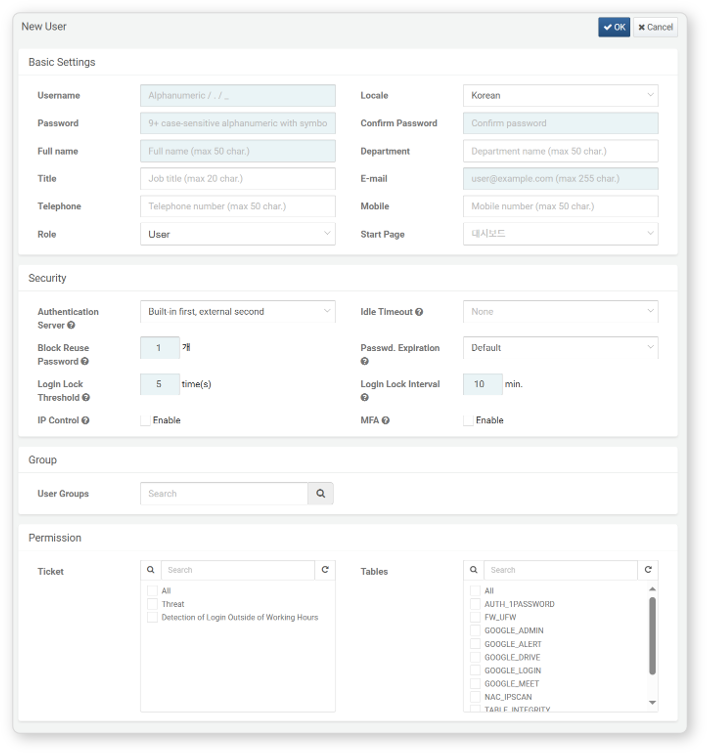 New User
OK Cancel
Basic Settings
Username Alphanumeric / . / _ Locale Korean
Password 9+ case-sensitive alphanumeric with symbo Confirm Password Confirm password
Full name Full name (max 50 char.) Department Department name (max 50 char.)
Title Job title (max 20 char.) E-mail user@example.com (max 255 char.)
Telephone Telephone number (max 50 char.) Mobile Mobile number (max 50 char.)
Role User Start Page 대시보드
Security
Authentication Server Built-in first, external second Idle Timeout None
Block Reuse Password 1 개 Passwd. Expiration Default
Login Lock Threshold 5 time(s) Login Lock Interval 10 min.
IP Control Enable MFA Enable
Group
User Groups Search
Permission
Ticket Search Tables Search
All
Threat
Detection of Login Outside of Working Hours
All
AUTH_1PASSWORD
FW_UFW
GOOGLE_ADMIN
GOOGLE_ALERT
GOOGLE_DRIVE
GOOGLE_LOGIN
GOOGLE_MEET
NAC_IPSCAN
TABLE_INTEGRITY